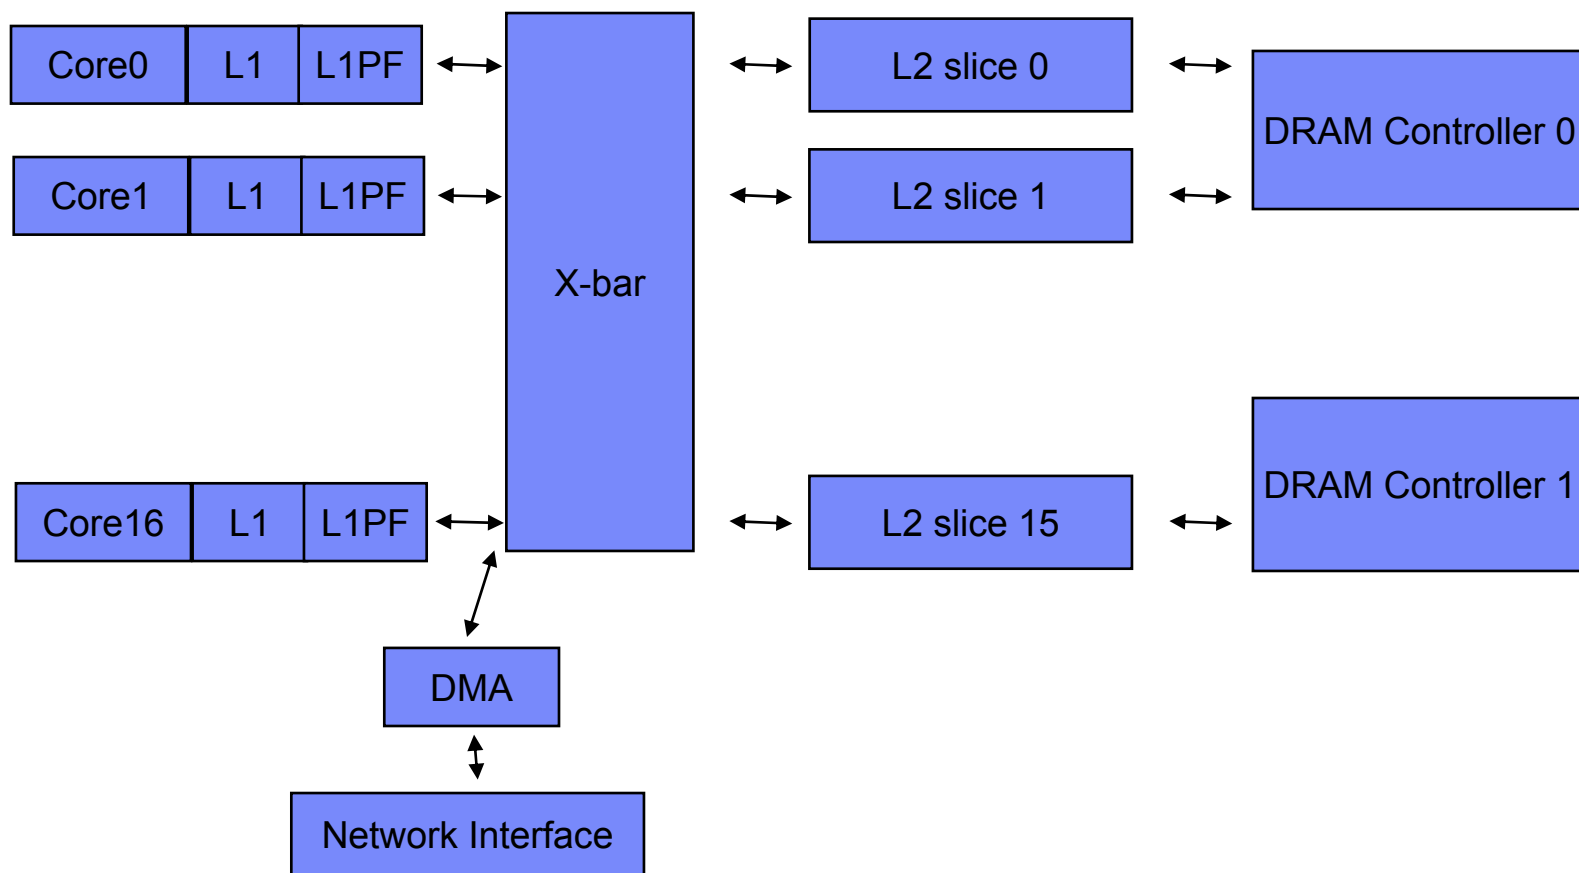 Core0 L1 L1PF
X-bar
L2 slice 0
DRAM Controller 0
Core1 L1 L1PF
L2 slice 1
Core16 L1 L1PF
L2 slice 15
DRAM Controller 1
DMA
Network Interface